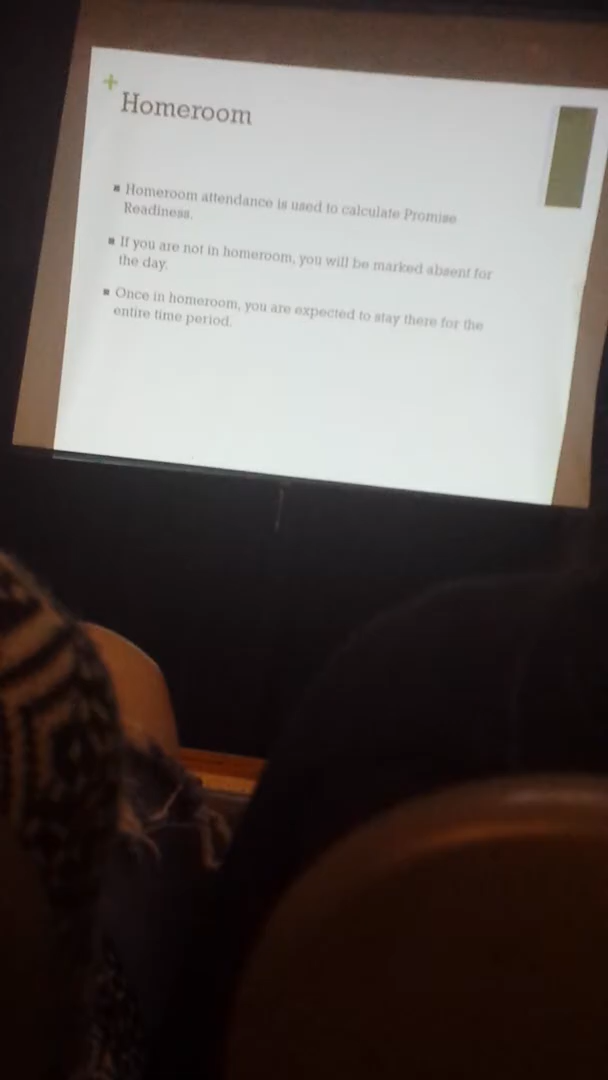 +
Homeroom
▪ Homeroom attendance is used to calculate Promise
Readiness.
▪ If you are not in homeroom, you will be marked absent for
the day.
▪ Once in homeroom, you are expected to stay there for the
entire time period.